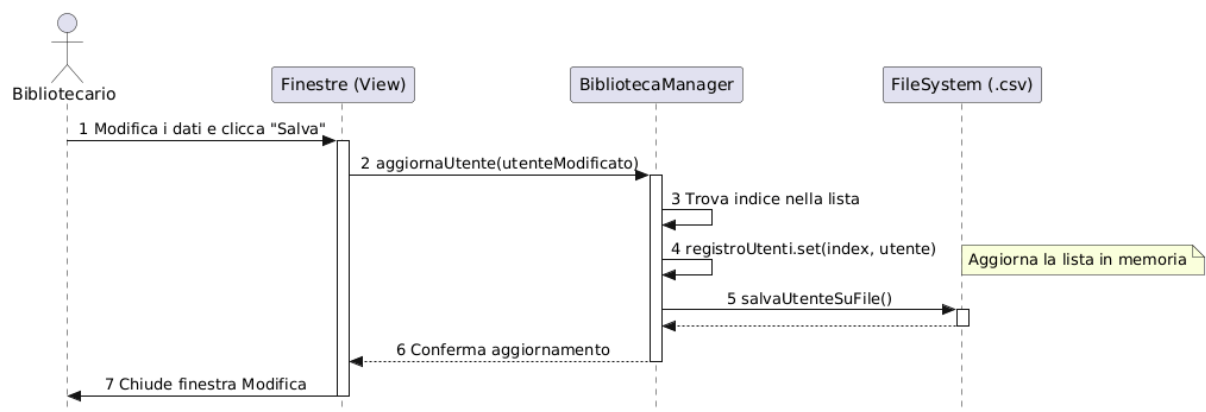 Bibliotecario
Finestre (View)
BibliotecaManager
FileSystem (.csv)
1 Modifica i dati e clicca "Salva"
2 aggiornaUtente(utenteModificato)
3 Trova indice nella lista
4 registroUtenti.set(index, utente)
Aggiorna la lista in memoria
5 salvaUtenteSuFile()
6 Conferma aggiornamento
7 Chiude finestra Modifica